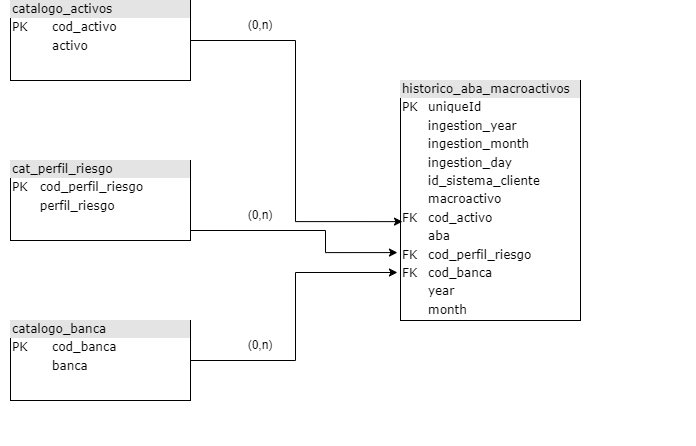 catalogo_activos
PK cod_activo
activo
(0,n)
cat_perfil_riesgo
PK cod_perfil_riesgo
perfil_riesgo
(0,n)
catalogo_banca
PK cod_banca
banca
(0,n)
historico_aba_macroactivos
PK uniqueId
ingestion_year
ingestion_month
ingestion_day
id_sistema_cliente
macroactivo
FK cod_activo
aba
FK cod_perfil_riesgo
FK cod_banca
year
month